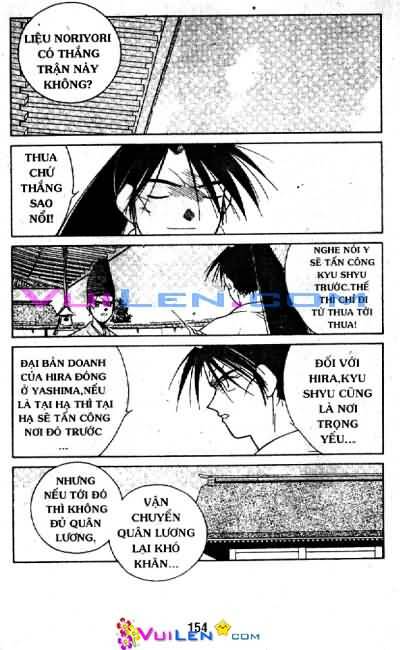 LIỆU NORIYORI
CÓ THẮNG
TRẬN NÀY
KHÔNG?
THUA
CHỨ
THẮNG
SAO
NỔI!
NGHE NÓI Y
SẼ TẤN CÔNG
KYU SHYU
TRƯỚC.THẾ
THÌ CHỈ ĐI
TỪ THUA TỚI
THUA!
VUILEN.COM
ĐẠI BẢN DOANH
CỦA HIRA ĐÓNG
Ở YASHIMA,NẾU
LÀ TẠI HẠ THÌ TẠI
HẠ SẼ TẤN CÔNG
NƠI ĐÓ TRƯỚC
...
ĐỐI VỚI
HIRA,KYU
SHYU CŨNG
LÀ NƠI
TRỌNG
YẾU...
NHƯNG
NẾU TỚI ĐÓ
THÌ KHÔNG
ĐỦ QUÂN
LƯƠNG,
VẬN
CHUYỂN
QUÂN LƯƠNG
LẠI KHÓ
KHĂN...
154
VUILEN.COM